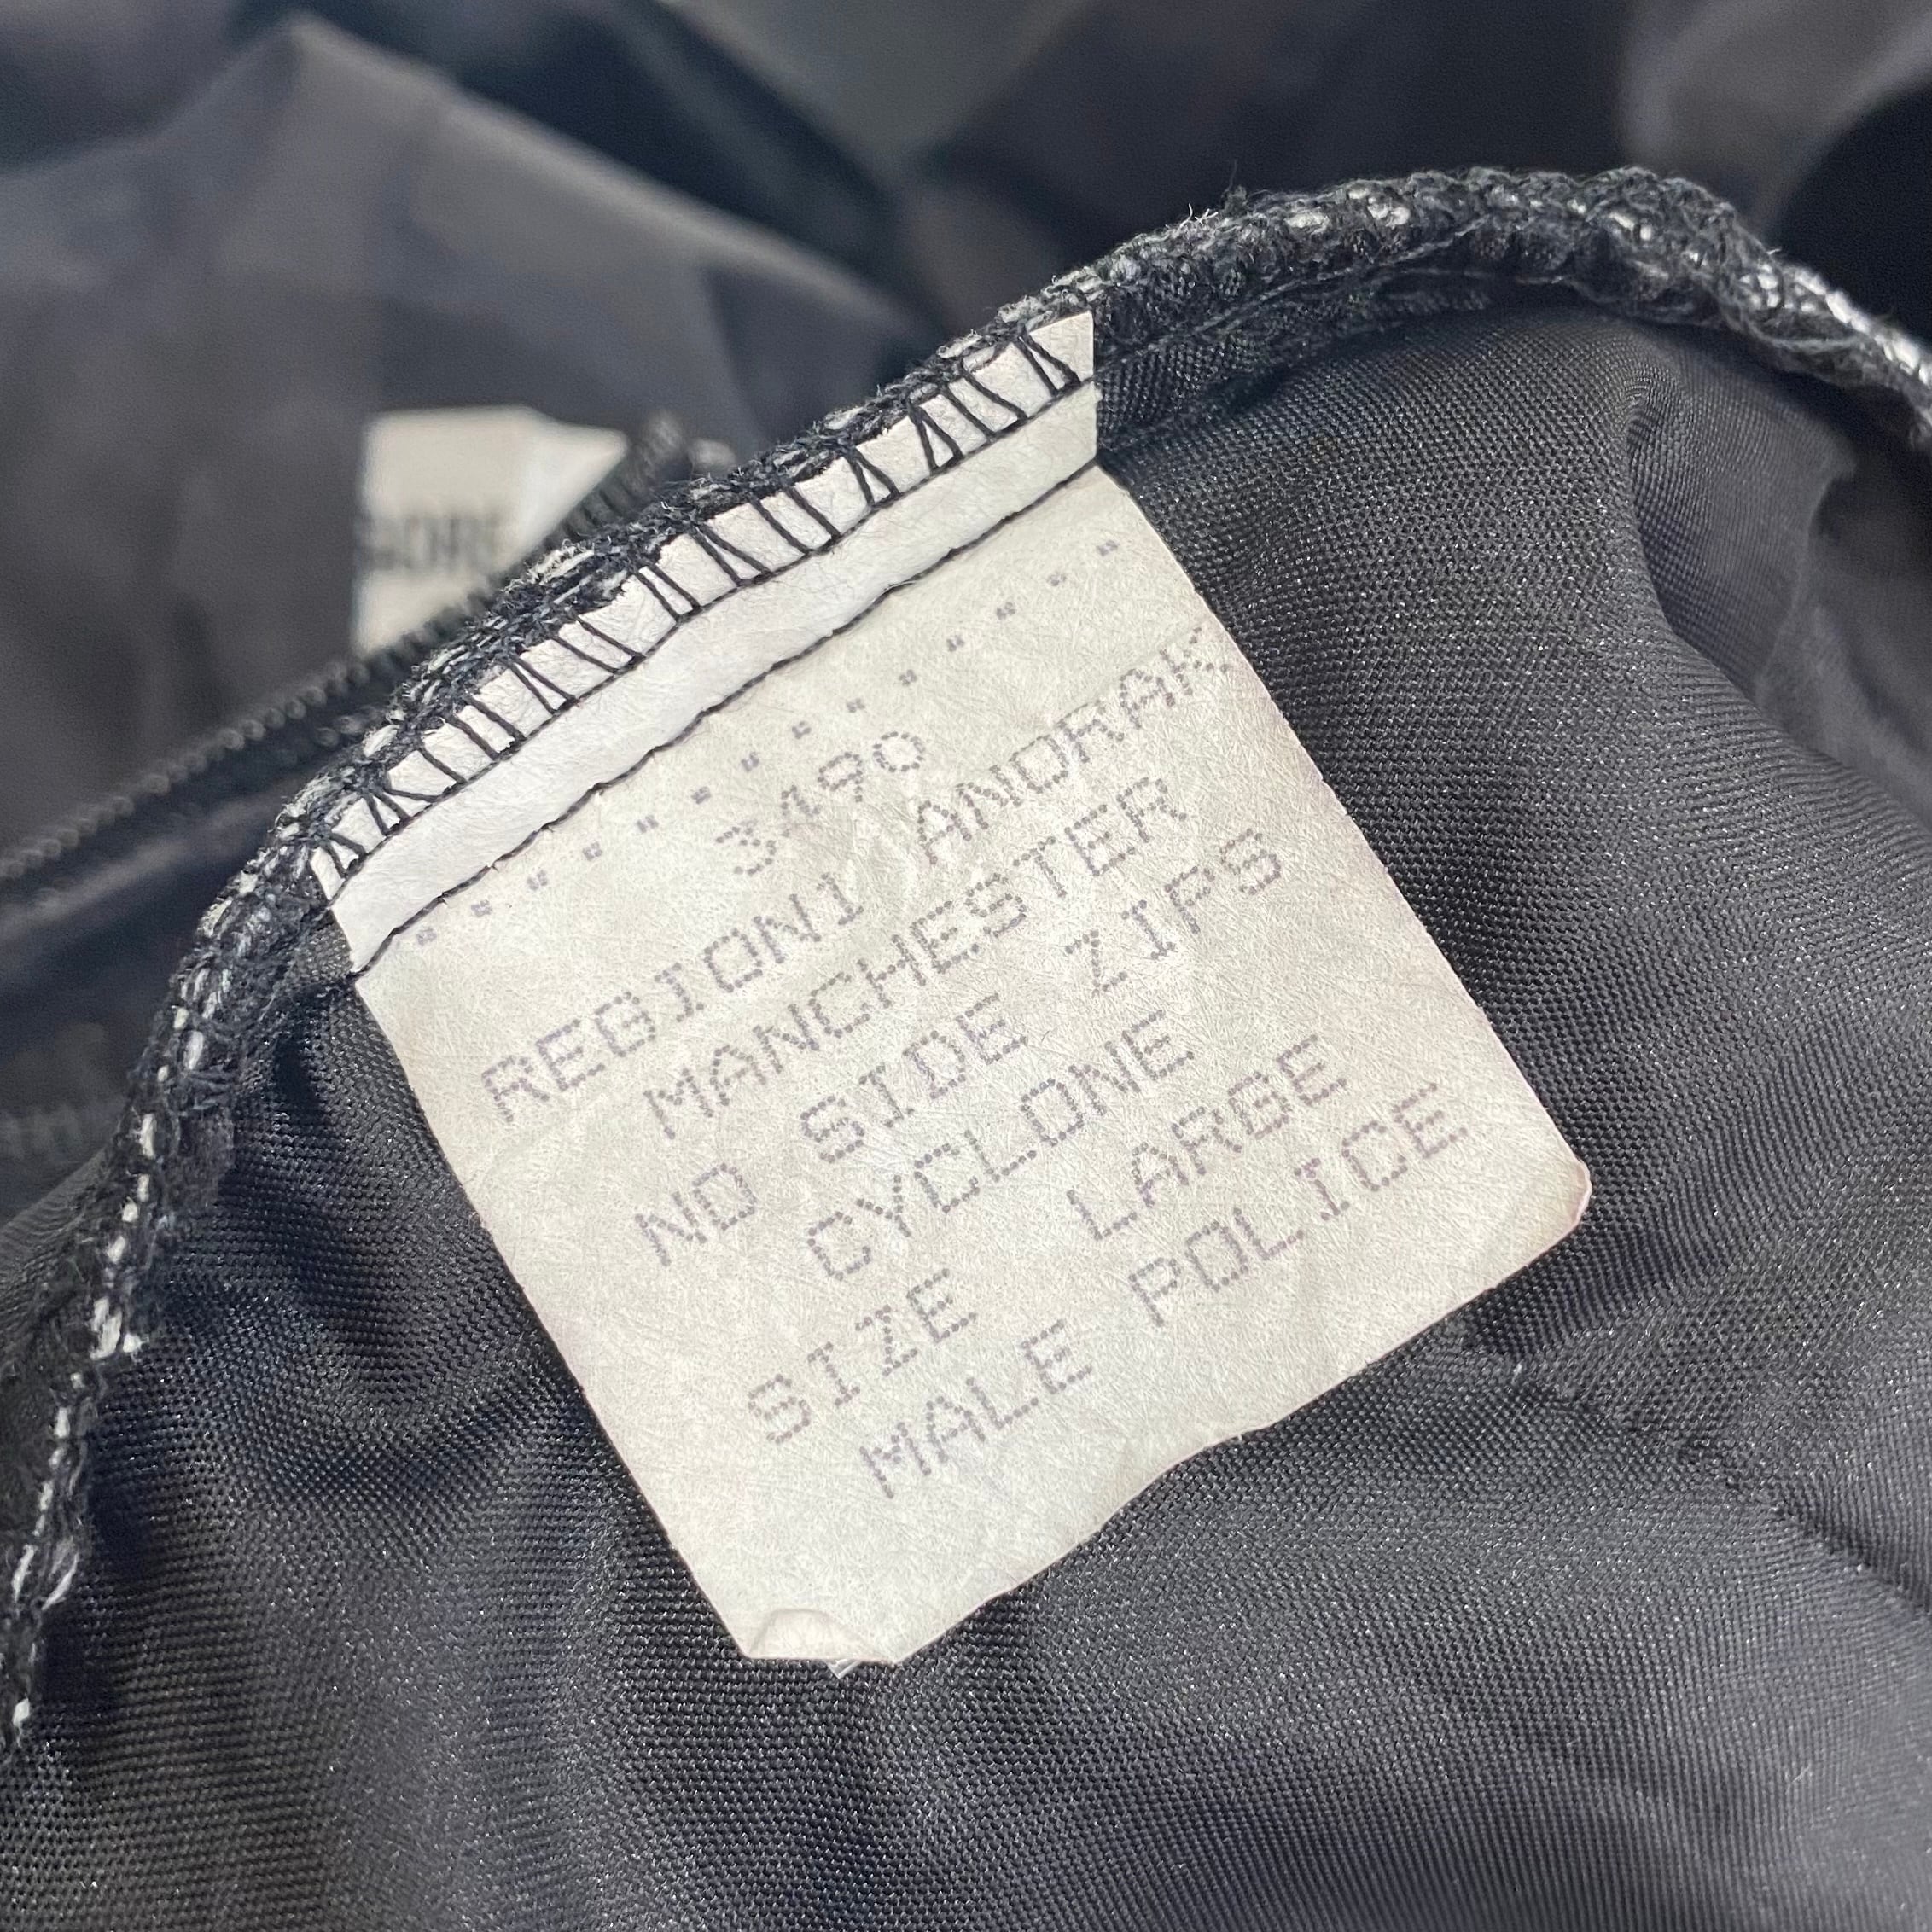 " " " " " " " " " " " " "
3490
REGION1 ANORAK
MANCHESTER
NO SIDE ZIPS
CYCLONE
SIZE LARGE
MALE POLICE